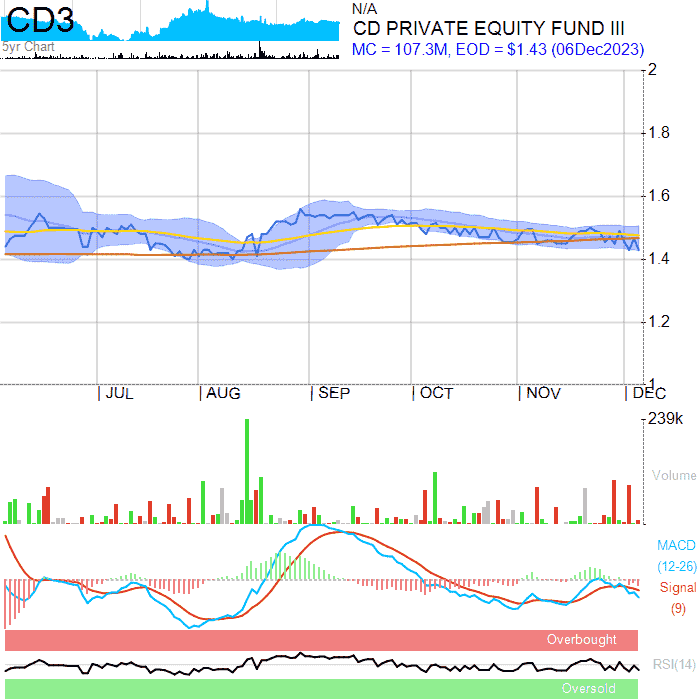 CD3
5yr Chart
N/A
CD PRIVATE EQUITY FUND III
MC = 107.3M, EOD = $1.43 (06Dec2023)
2
1.8
1.6
1.4
1.2
1
JUL AUG SEP OCT NOV DEC
239k
Volume
MACD
(12-26)
Signal
(9)
Overbought
RSI(14)
Oversold